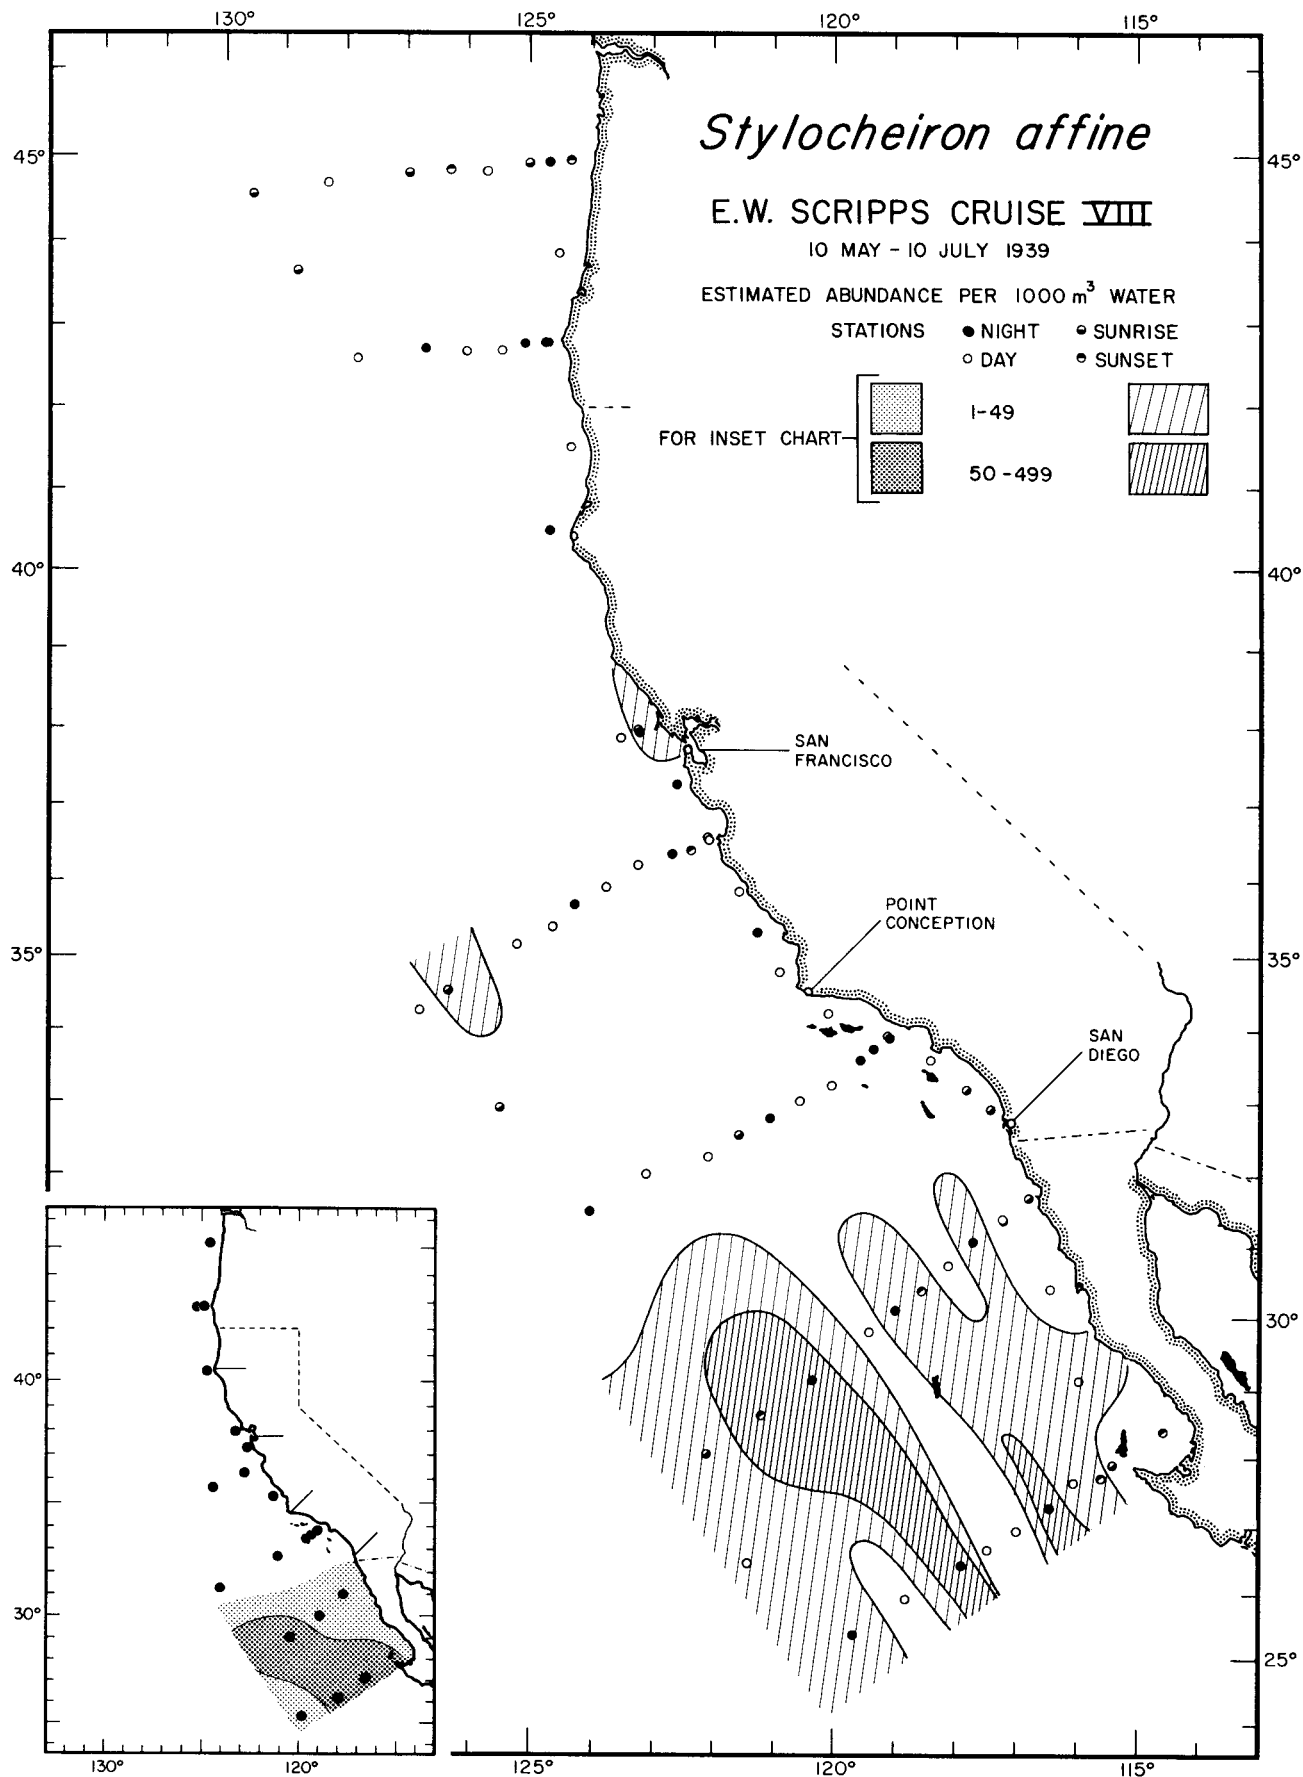 130° 125° 120° 115°
Stylocheiron affine
45° 45°
E.W. SCRIPPS CRUISE VIII
10 MAY – 10 JULY 1939
ESTIMATED ABUNDANCE PER 1000 m³ WATER
STATIONS ● NIGHT ◒ SUNRISE
○ DAY ◓ SUNSET
1-49
FOR INSET CHART
50-499
40° 40°
SAN
FRANCISCO
POINT
CONCEPTION
35° 35°
SAN
DIEGO
30°
40°
30°
25°
130° 120° 125° 120° 115°